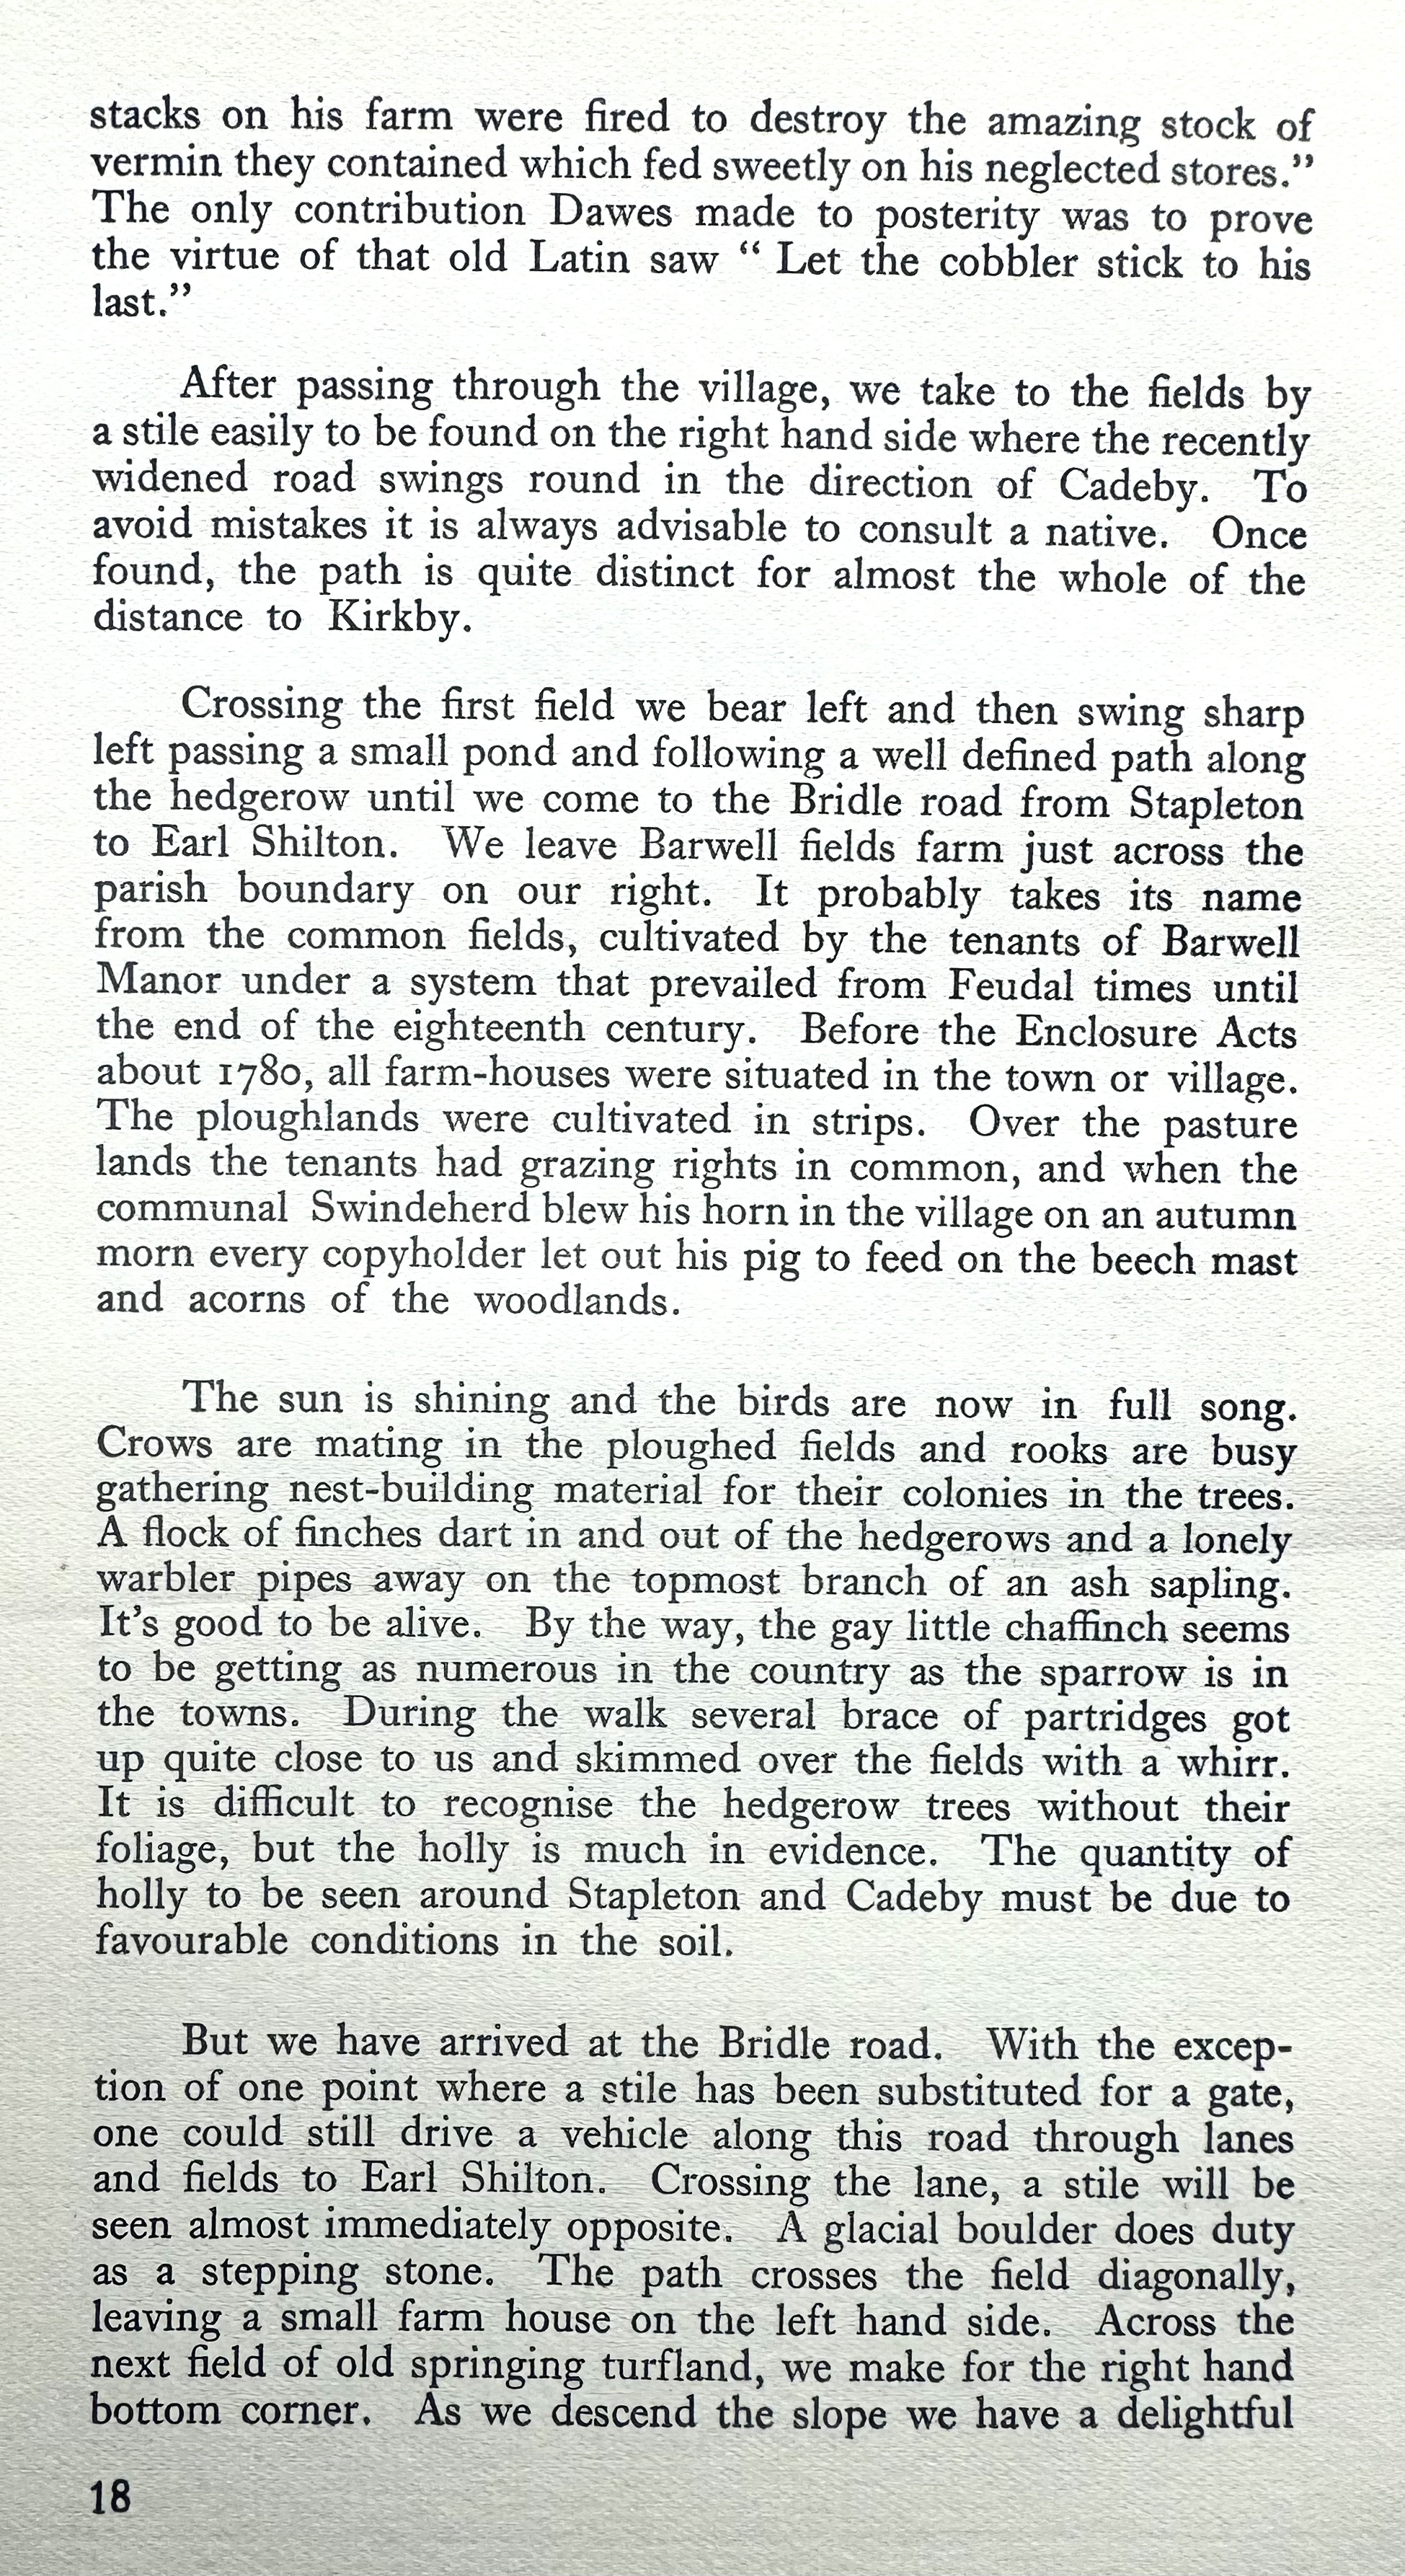 stacks on his farm were fired to destroy the amazing stock of
vermin they contained which fed sweetly on his neglected stores.”
The only contribution Dawes made to posterity was to prove
the virtue of that old Latin saw “ Let the cobbler stick to his
last.”
After passing through the village, we take to the fields by
a stile easily to be found on the right hand side where the recently
widened road swings round in the direction of Cadeby. To
avoid mistakes it is always advisable to consult a native. Once
found, the path is quite distinct for almost the whole of the
distance to Kirkby.
Crossing the first field we bear left and then swing sharp
left passing a small pond and following a well defined path along
the hedgerow until we come to the Bridle road from Stapleton
to Earl Shilton. We leave Barwell fields farm just across the
parish boundary on our right. It probably takes its name
from the common fields, cultivated by the tenants of Barwell
Manor under a system that prevailed from Feudal times until
the end of the eighteenth century. Before the Enclosure Acts
about 1780, all farm-houses were situated in the town or village.
The ploughlands were cultivated in strips. Over the pasture
lands the tenants had grazing rights in common, and when the
communal Swindeherd blew his horn in the village on an autumn
morn every copyholder let out his pig to feed on the beech mast
and acorns of the woodlands.
The sun is shining and the birds are now in full song.
Crows are mating in the ploughed fields and rooks are busy
gathering nest-building material for their colonies in the trees.
A flock of finches dart in and out of the hedgerows and a lonely
warbler pipes away on the topmost branch of an ash sapling.
It’s good to be alive. By the way, the gay little chaffinch seems
to be getting as numerous in the country as the sparrow is in
the towns. During the walk several brace of partridges got
up quite close to us and skimmed over the fields with a whirr.
It is difficult to recognise the hedgerow trees without their
foliage, but the holly is much in evidence. The quantity of
holly to be seen around Stapleton and Cadeby must be due to
favourable conditions in the soil.
But we have arrived at the Bridle road. With the excep-
tion of one point where a stile has been substituted for a gate,
one could still drive a vehicle along this road through lanes
and fields to Earl Shilton. Crossing the lane, a stile will be
seen almost immediately opposite. A glacial boulder does duty
as a stepping stone. The path crosses the field diagonally,
leaving a small farm house on the left hand side. Across the
next field of old springing turfland, we make for the right hand
bottom corner. As we descend the slope we have a delightful
18